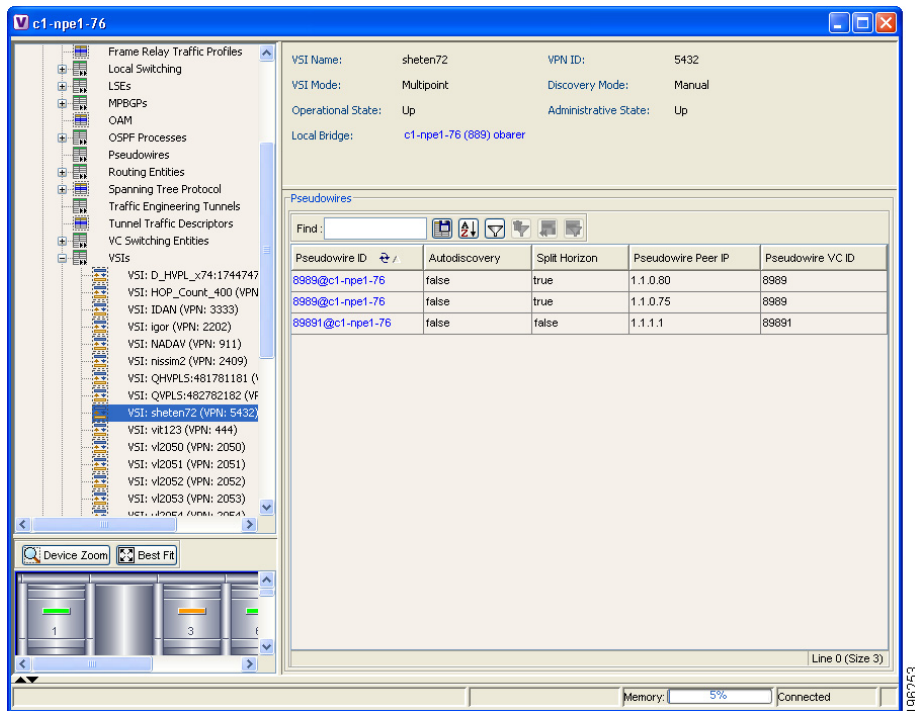 c1-npe1-76
Frame Relay Traffic Profiles
Local Switching
LSEs
MPBGPs
OAM
OSPF Processes
Pseudowires
Routing Entities
Spanning Tree Protocol
Traffic Engineering Tunnels
Tunnel Traffic Descriptors
VC Switching Entities
VSIs
VSI: D_HVPL_x74:1744747
VSI: HOP_Count_400 (VPN
VSI: IDAN (VPN: 3333)
VSI: igor (VPN: 2202)
VSI: NADAV (VPN: 911)
VSI: nissim2 (VPN: 2409)
VSI: QHVPLS:481781181 (
VSI: QVPLS:482782182 (VP
VSI: sheten72 (VPN: 5432)
VSI: vit123 (VPN: 444)
VSI: vl2050 (VPN: 2050)
VSI: vl2051 (VPN: 2051)
VSI: vl2052 (VPN: 2052)
VSI: vl2053 (VPN: 2053)
VSI: vl2054 (VPN: 2054)
Device Zoom Best Fit
1 3
VSI Name: sheten72 VPN ID: 5432
VSI Mode: Multipoint Discovery Mode: Manual
Operational State: Up Administrative State: Up
Local Bridge: c1-npe1-76 (889) obarer
Pseudowires
Find :
Pseudowire ID Autodiscovery Split Horizon Pseudowire Peer IP Pseudowire VC ID
8989@c1-npe1-76 false true 1.1.0.80 8989
8989@c1-npe1-76 false true 1.1.0.75 8989
89891@c1-npe1-76 false false 1.1.1.1 89891
Line 0 (Size 3)
Memory: 5% Connected
196253